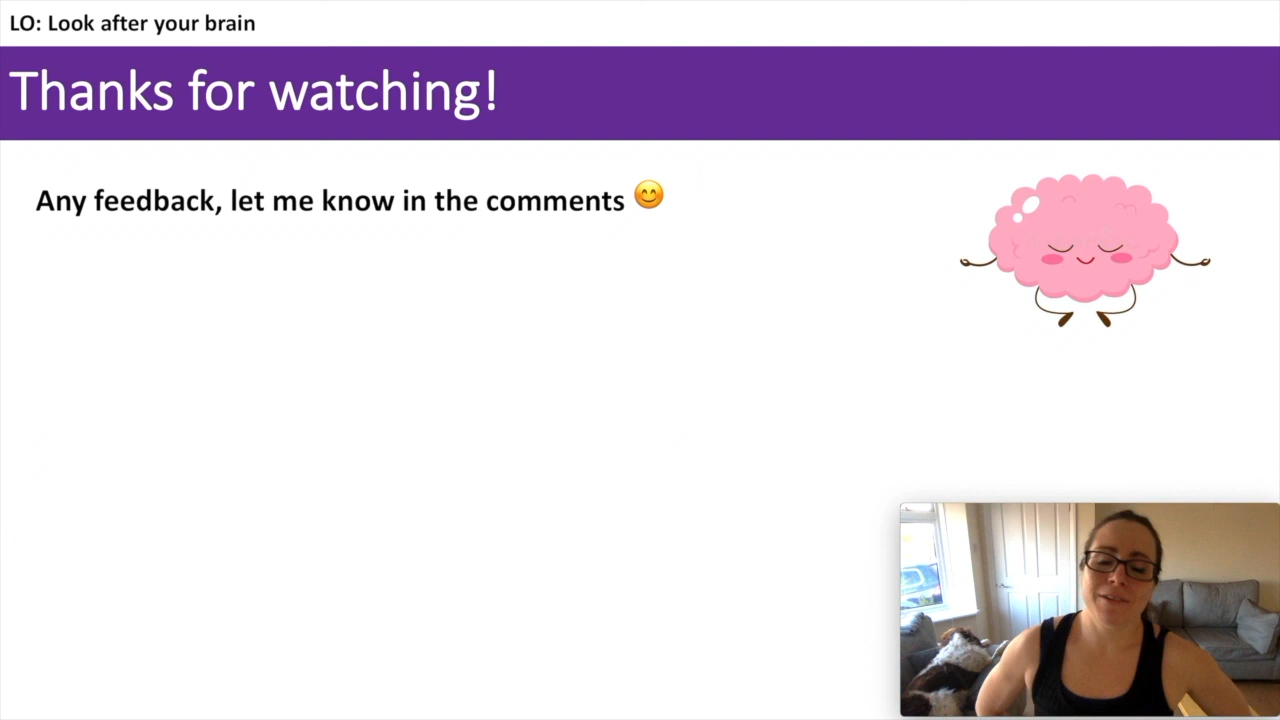 LO: Look after your brain
Thanks for watching!
Any feedback, let me know in the comments 😊